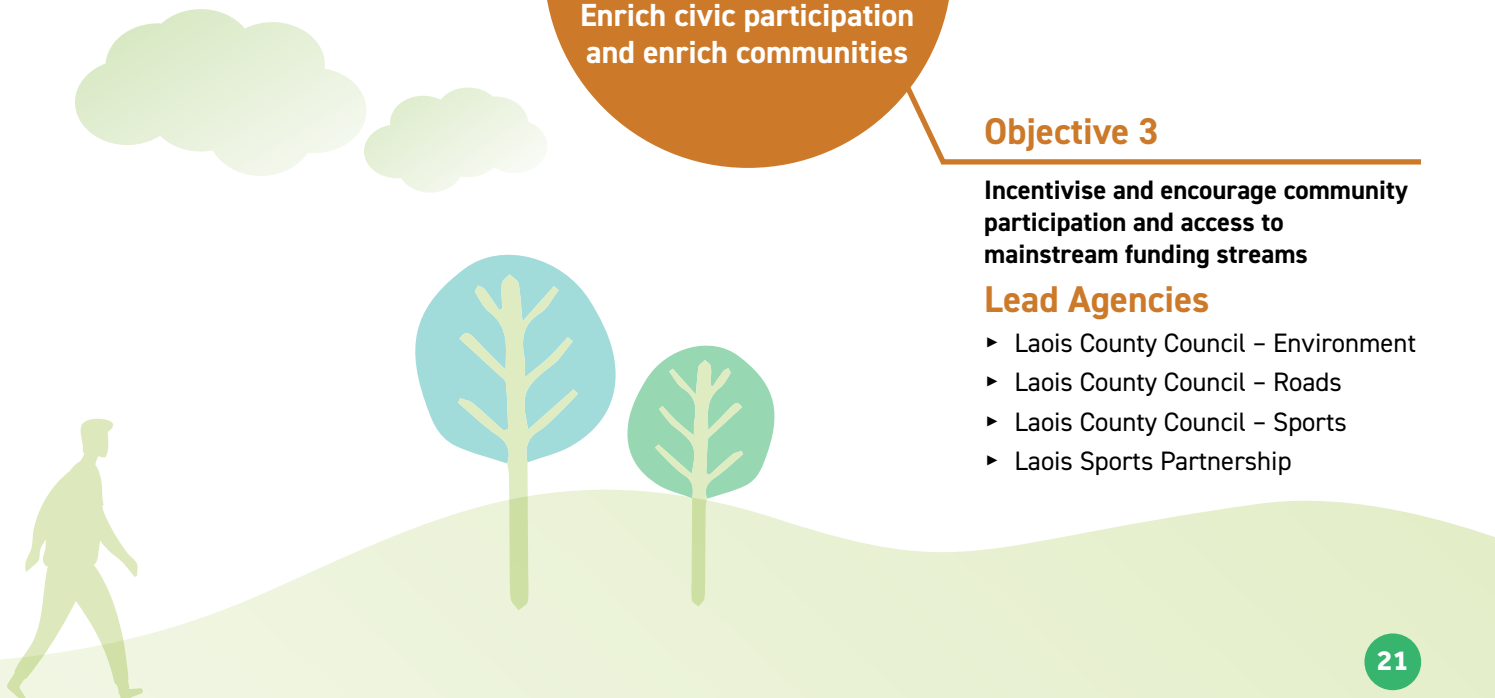 Enrich civic participation
and enrich communities
Objective 3
Incentivise and encourage community
participation and access to
mainstream funding streams
Lead Agencies
▸ Laois County Council – Environment
▸ Laois County Council – Roads
▸ Laois County Council – Sports
▸ Laois Sports Partnership
21